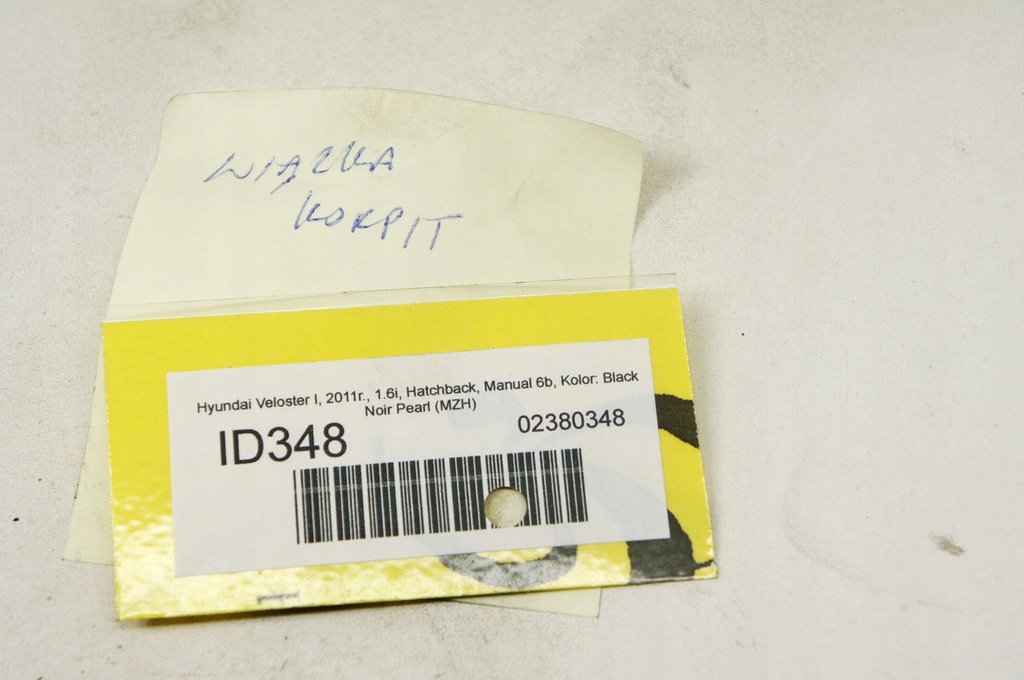 WIĄZKA
KOKPIT
Hyundai Veloster I, 2011r., 1.6i, Hatchback, Manual 6b, Kolor: Black
Noir Pearl (MZH)
ID348
02380348